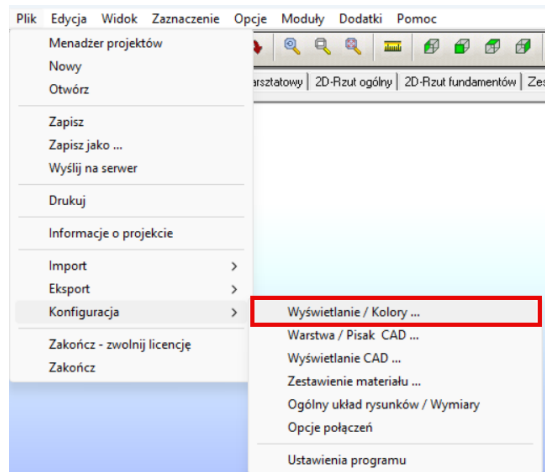 Plik Edycja Widok Zaznaczenie Opcje Moduły Dodatki Pomoc
Menadżer projektów
Nowy
Otwórz
2D-Rzut ogólny 2D-Rzut fundamentów
Zapisz
Zapisz jako ...
Wyślij na serwer
Drukuj
Informacje o projekcie
Import
Eksport
Konfiguracja
Wyświetlanie / Kolory ...
Warstwa / Pisak CAD ...
Zakończ - zwolnij licencję
Wyświetlanie CAD ...
Zakończ
Zestawienie materiału ...
Ogólny układ rysunków / Wymiary
Opcje połączeń
Ustawienia programu